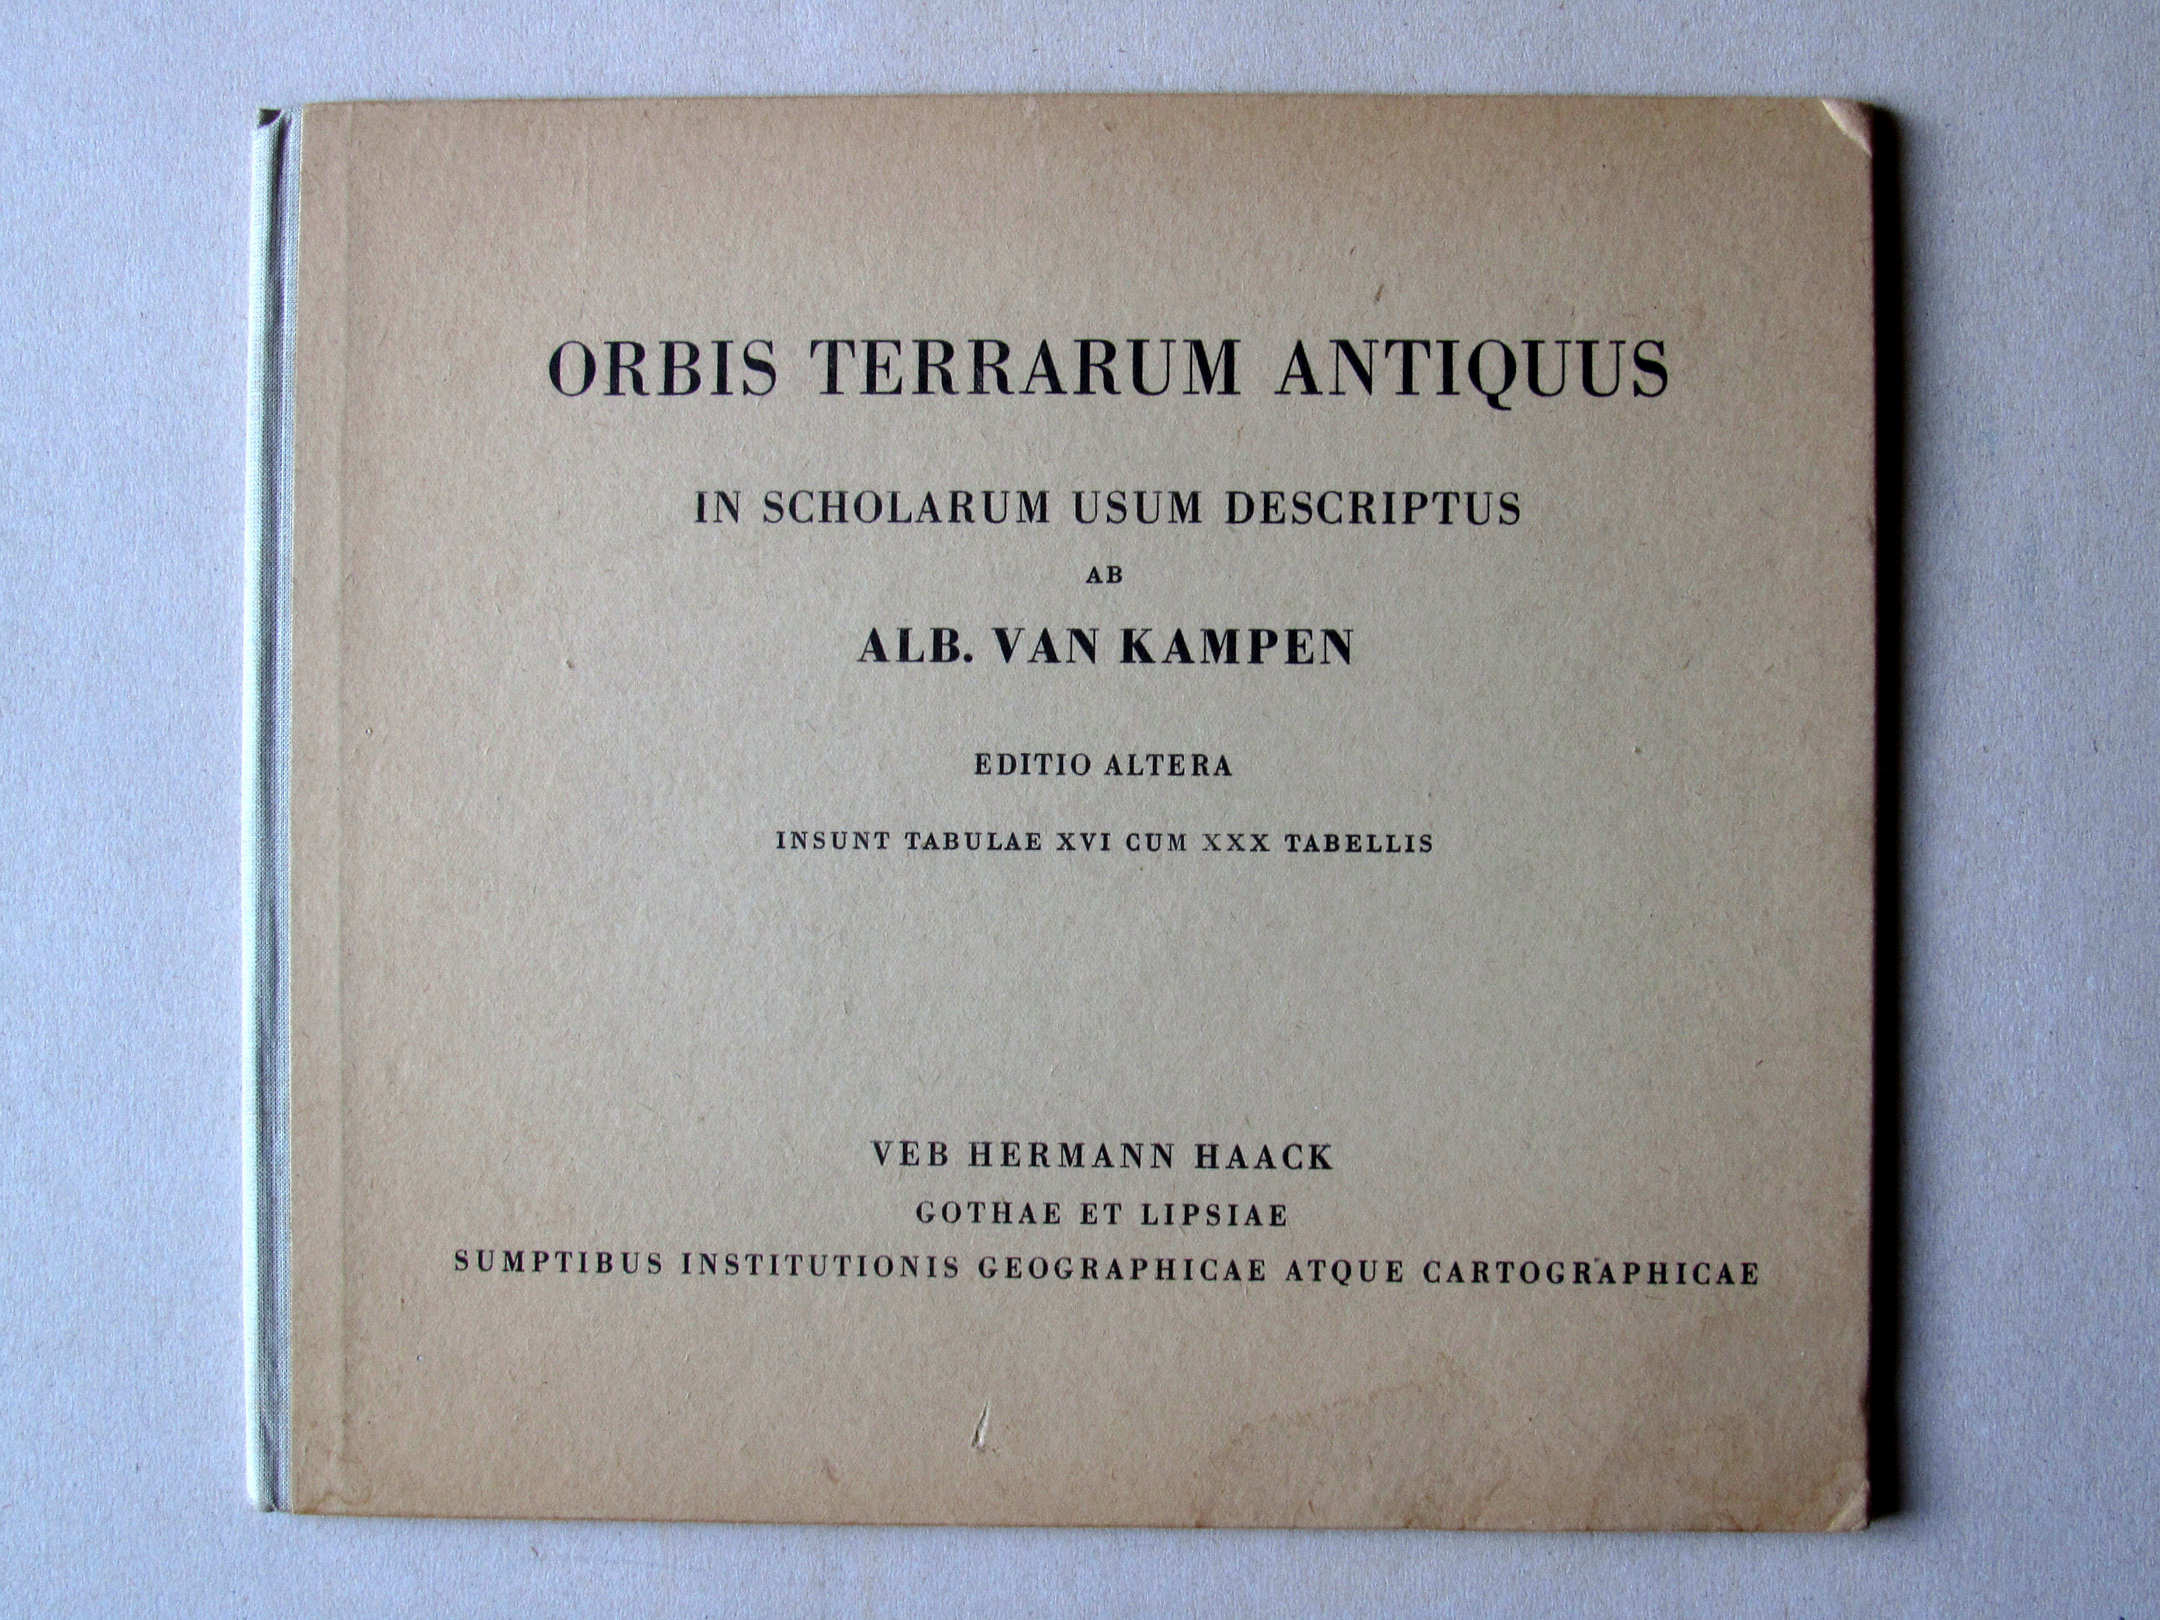 ORBIS TERRARUM ANTIQUUS
IN SCHOLARUM USUM DESCRIPTUS
AB
ALB. VAN KAMPEN
EDITIO ALTERA
INSUNT TABULAE XVI CUM XXX TABELLIS
VEB HERMANN HAACK
GOTHAE ET LIPSIAE
SUMPTIBUS INSTITUTIONIS GEOGRAPHICAE ATQUE CARTOGRAPHICAE